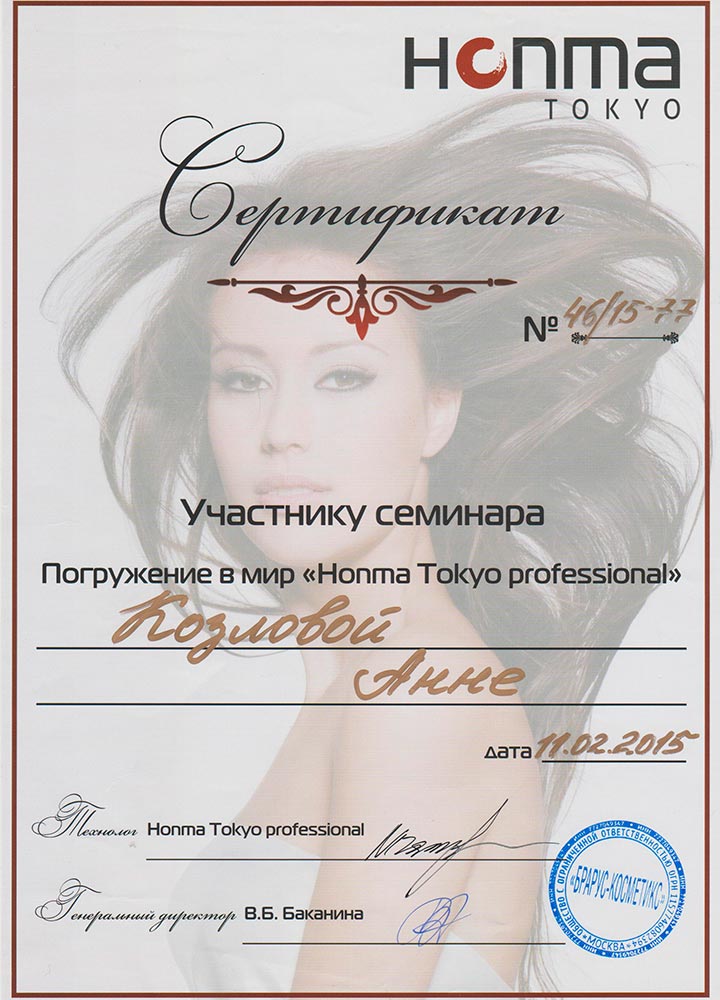 Honma
TOKYO
Сертификат
№ 46/15-77
Участнику семинара
Погружение в мир «Honma Tokyo professional»
Козловой
Анне
дата 11.02.2015
Технолог Honma Tokyo professional
Генеральный директор В.Б. Баканина
ОБЩЕСТВО С ОГРАНИЧЕННОЙ ОТВЕТСТВЕННОСТЬЮ
«БРАРУС-КОСМЕТИКС»
* МОСКВА *